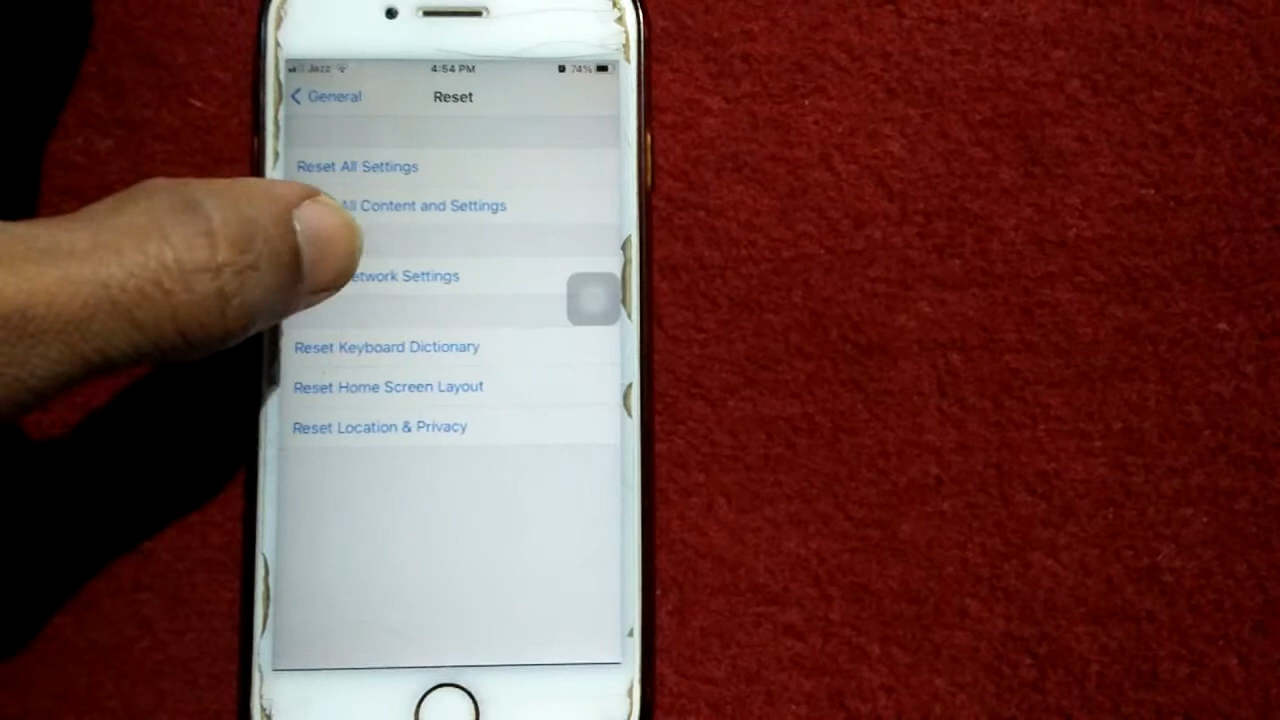 Jazz 4:54 PM 74%
General Reset
Reset All Settings
All Content and Settings
etwork Settings
Reset Keyboard Dictionary
Reset Home Screen Layout
Reset Location & Privacy